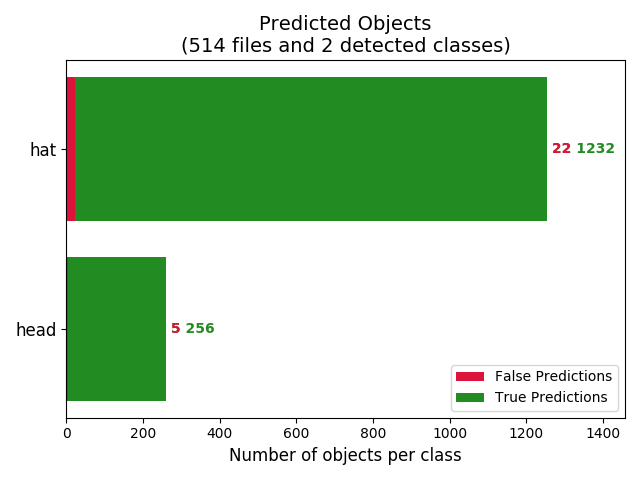 Predicted Objects
(514 files and 2 detected classes)
hat
22 1232
head
5 256
False Predictions
True Predictions
0 200 400 600 800 1000 1200 1400
Number of objects per class